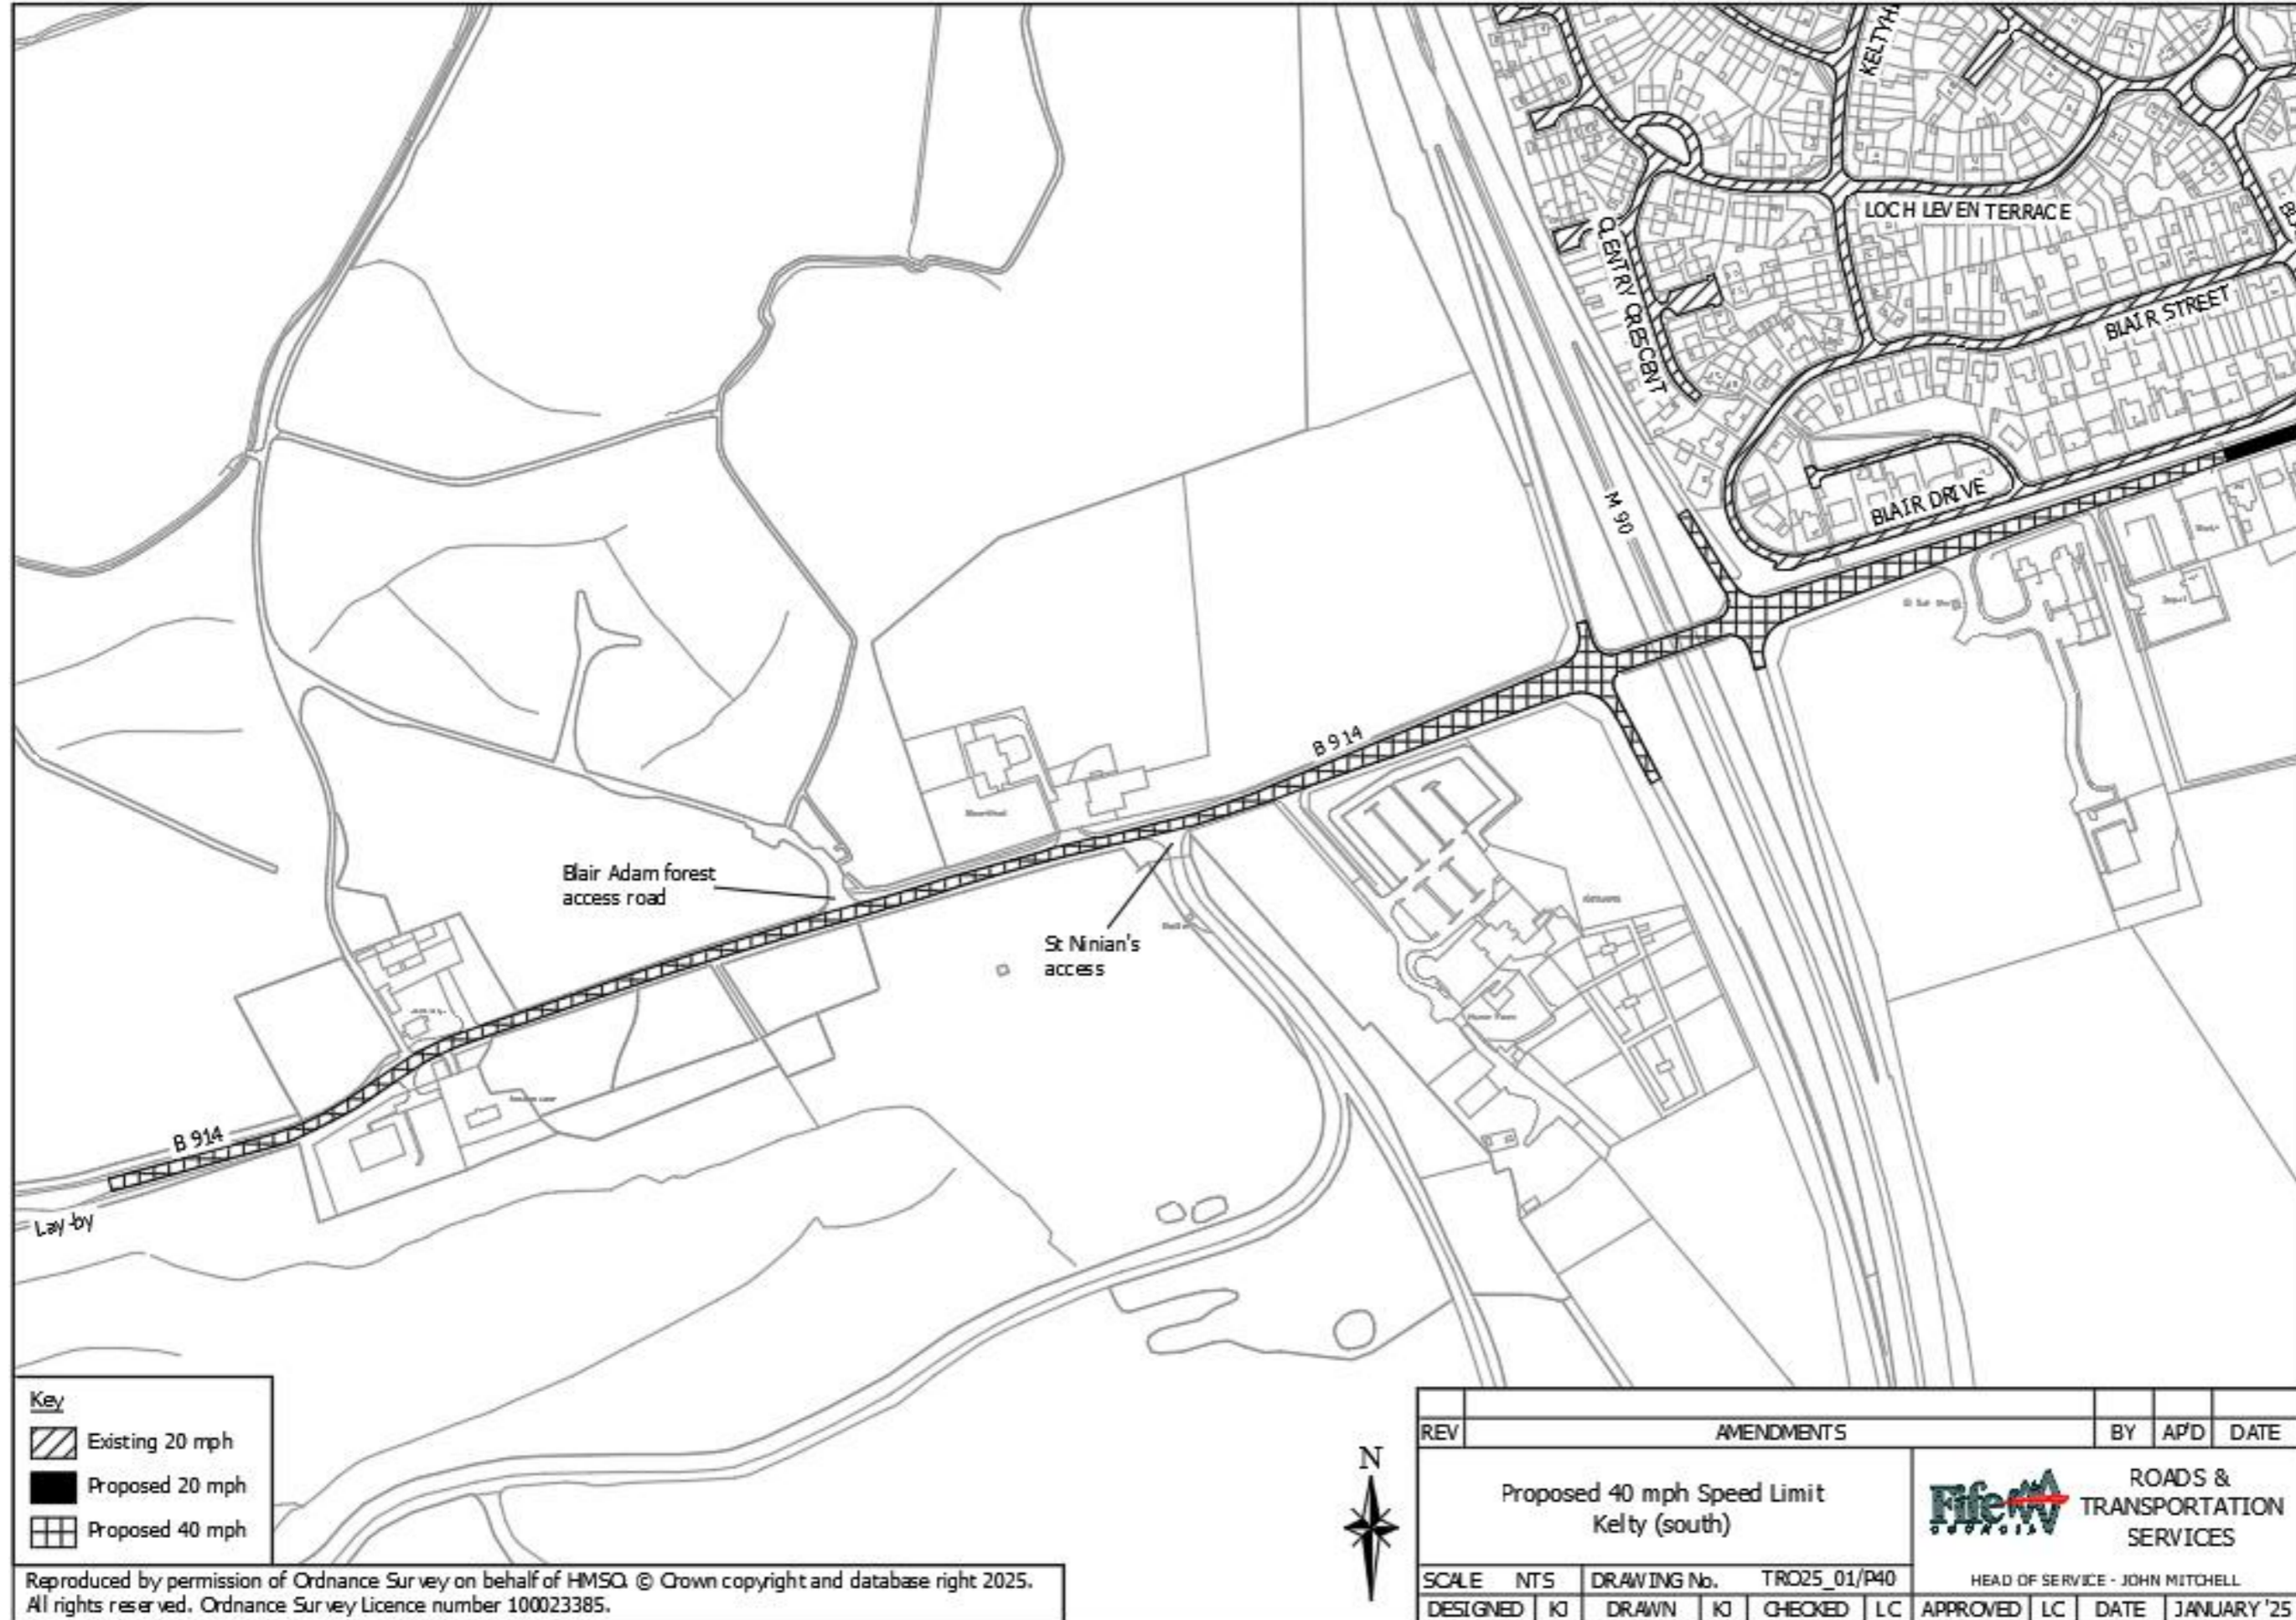 LOCH LEVEN TERRACE
CLENTRY CRESCENT
BLAIR STREET
BLAIR DRIVE
M 90
B 914
Blair Adam forest
access road
St Ninian's
access
B 914
Lay-by
Key
Existing 20 mph
Proposed 20 mph
Proposed 40 mph
Reproduced by permission of Ordnance Survey on behalf of HMSO. © Crown copyright and database right 2025.
All rights reserved. Ordnance Survey Licence number 100023385.
N
REV AMENDMENTS BY AP'D DATE
Proposed 40 mph Speed Limit
Kelty (south)
Fife
COUNCIL
ROADS &
TRANSPORTATION
SERVICES
SCALE NTS DRAWING No. TRO25_01/P40 HEAD OF SERVICE - JOHN MITCHELL
DESIGNED KJ DRAWN KJ CHECKED LC APPROVED LC DATE JANUARY '25